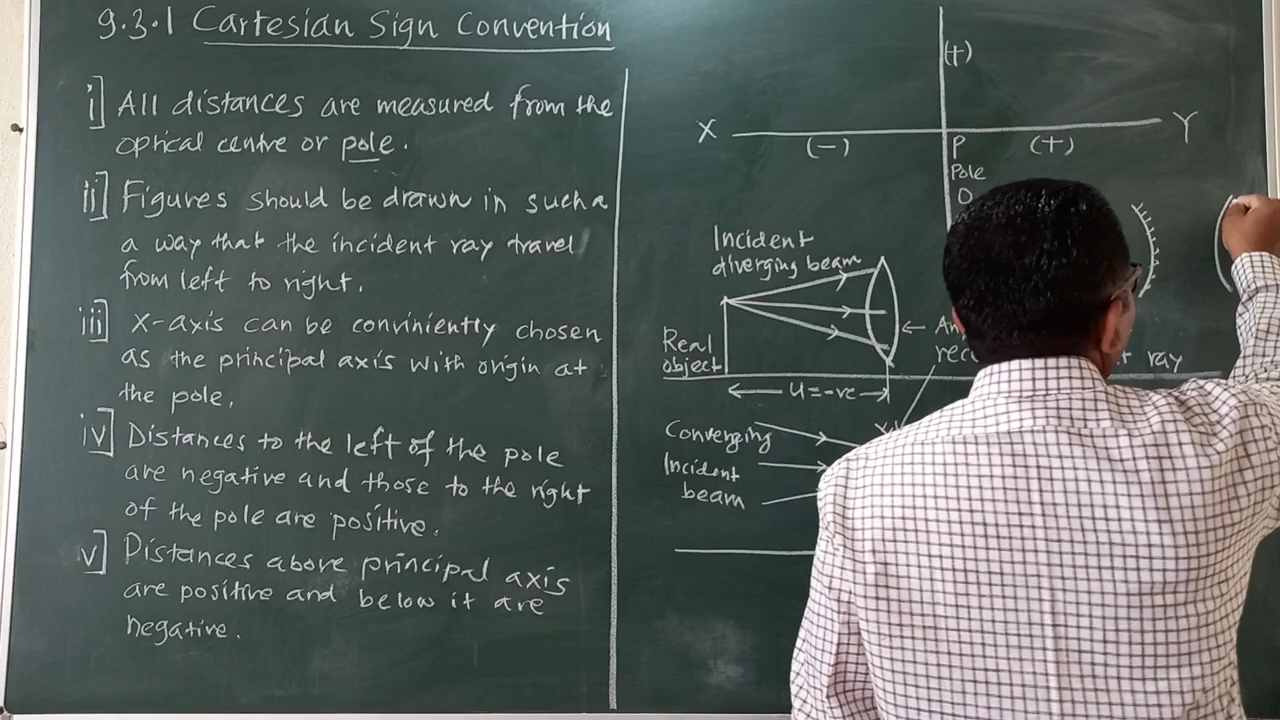 9.3.1 Cartesian Sign Convention
i] All distances are measured from the
optical centre or pole.
ii] Figures should be drawn in such a
a way that the incident ray travel
from left to right.
iii] X-axis can be conviniently chosen
as the principal axis with origin at
the pole.
iv] Distances to the left of the pole
are negative and those to the right
of the pole are positive.
v] Distances above principal axis
are positive and below it are
negative.
(+)
X Y
(-) P (+)
Pole
O
Incident
diverging beam
Real
object
u=-ve
ray
Converging
Incident
beam